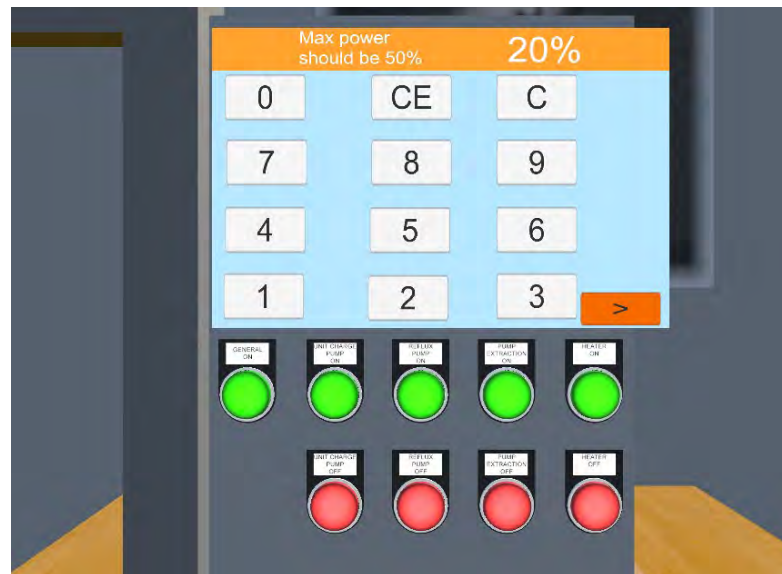 Max power
should be 50%
20%
0 CE C
7 8 9
4 5 6
1 2 3
>
GENERAL
ON
UNIT CHARGE
PUMP
ON
REFLUX
PUMP
ON
PUMP
EXTRACTION
ON
HEATER
ON
UNIT CHARGE
PUMP
OFF
REFLUX
PUMP
OFF
PUMP
EXTRACTION
OFF
HEATER
OFF